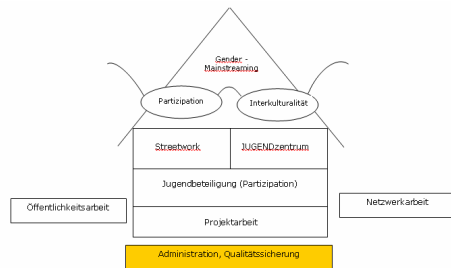 Gender -
Mainstreaming
Partizipation
Interkulturalität
Streetwork
JUGENDzentrum
Jugendbeteiligung (Partizipation)
Öffentlichkeitsarbeit
Netzwerkarbeit
Projektarbeit
Administration, Qualitätssicherung